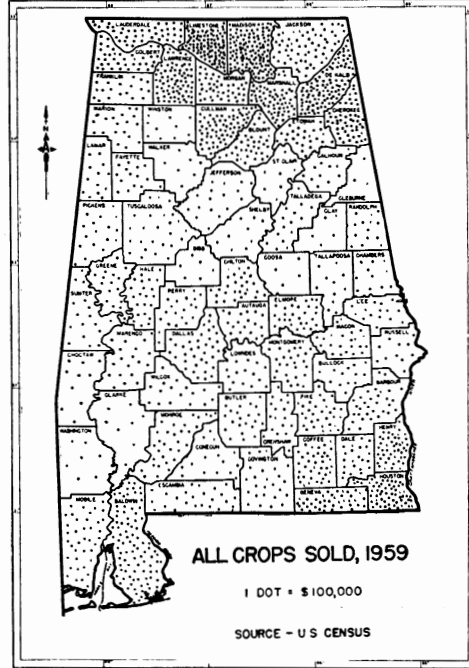 LAUDERDALE
LIMESTONE
MADISON
JACKSON
COLBERT
LAWRENCE
FRANKLIN
MORGAN
MARSHALL
DE KALB
MARION
WINSTON
CULLMAN
CHEROKEE
ETOWAH
BLOUNT
LAMAR
WALKER
FAYETTE
ST CLAIR
CALHOUN
JEFFERSON
CLEBURNE
TALLADEGA
PICKENS
TUSCALOOSA
SHELBY
CLAY
RANDOLPH
BIBB
GREENE
HALE
CHILTON
COOSA
TALLAPOOSA
CHAMBERS
SUMTER
PERRY
AUTAUGA
ELMORE
LEE
MARENGO
DALLAS
MACON
RUSSELL
LOWNDES
MONTGOMERY
CHOCTAW
BULLOCK
WILCOX
BARBOUR
CLARKE
BUTLER
PIKE
MONROE
WASHINGTON
CRENSHAW
COFFEE
DALE
HENRY
CONECUH
COVINGTON
HOUSTON
ESCAMBIA
GENEVA
MOBILE
BALDWIN
ALL CROPS SOLD, 1959
1 DOT = $100,000
SOURCE - U S CENSUS